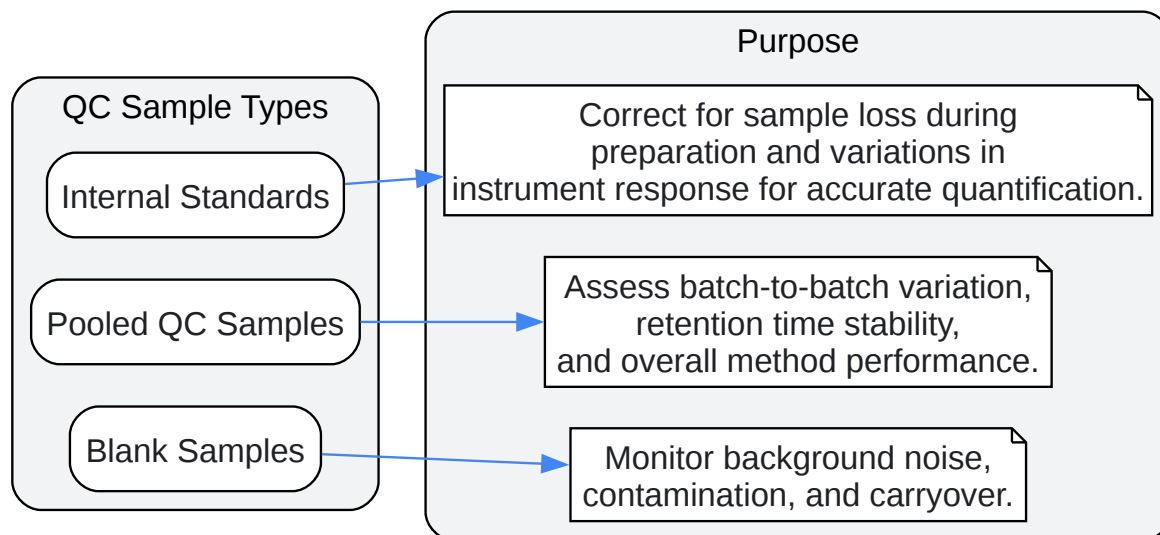 Purpose
QC Sample Types
Correct for sample loss during
preparation and variations in
instrument response for accurate quantification.
Internal Standards
Assess batch-to-batch variation,
retention time stability,
and overall method performance.
Pooled QC Samples
Blank Samples
Monitor background noise,
contamination, and carryover.